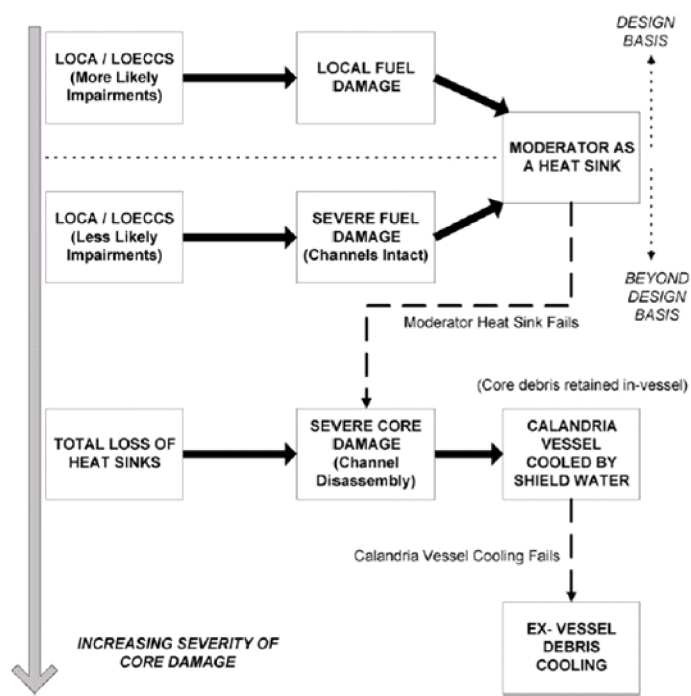 DESIGN
BASIS
LOCA / LOECCS
(More Likely
Impairments)
LOCAL FUEL
DAMAGE
MODERATOR AS
A HEAT SINK
LOCA / LOECCS
(Less Likely
Impairments)
SEVERE FUEL
DAMAGE
(Channels Intact)
BEYOND
DESIGN
BASIS
Moderator Heat Sink Fails
(Core debris retained in-vessel)
TOTAL LOSS OF
HEAT SINKS
SEVERE CORE
DAMAGE
(Channel
Disassembly)
CALANDRIA
VESSEL
COOLED BY
SHIELD WATER
Calandria Vessel Cooling Fails
EX- VESSEL
DEBRIS
COOLING
INCREASING SEVERITY OF
CORE DAMAGE